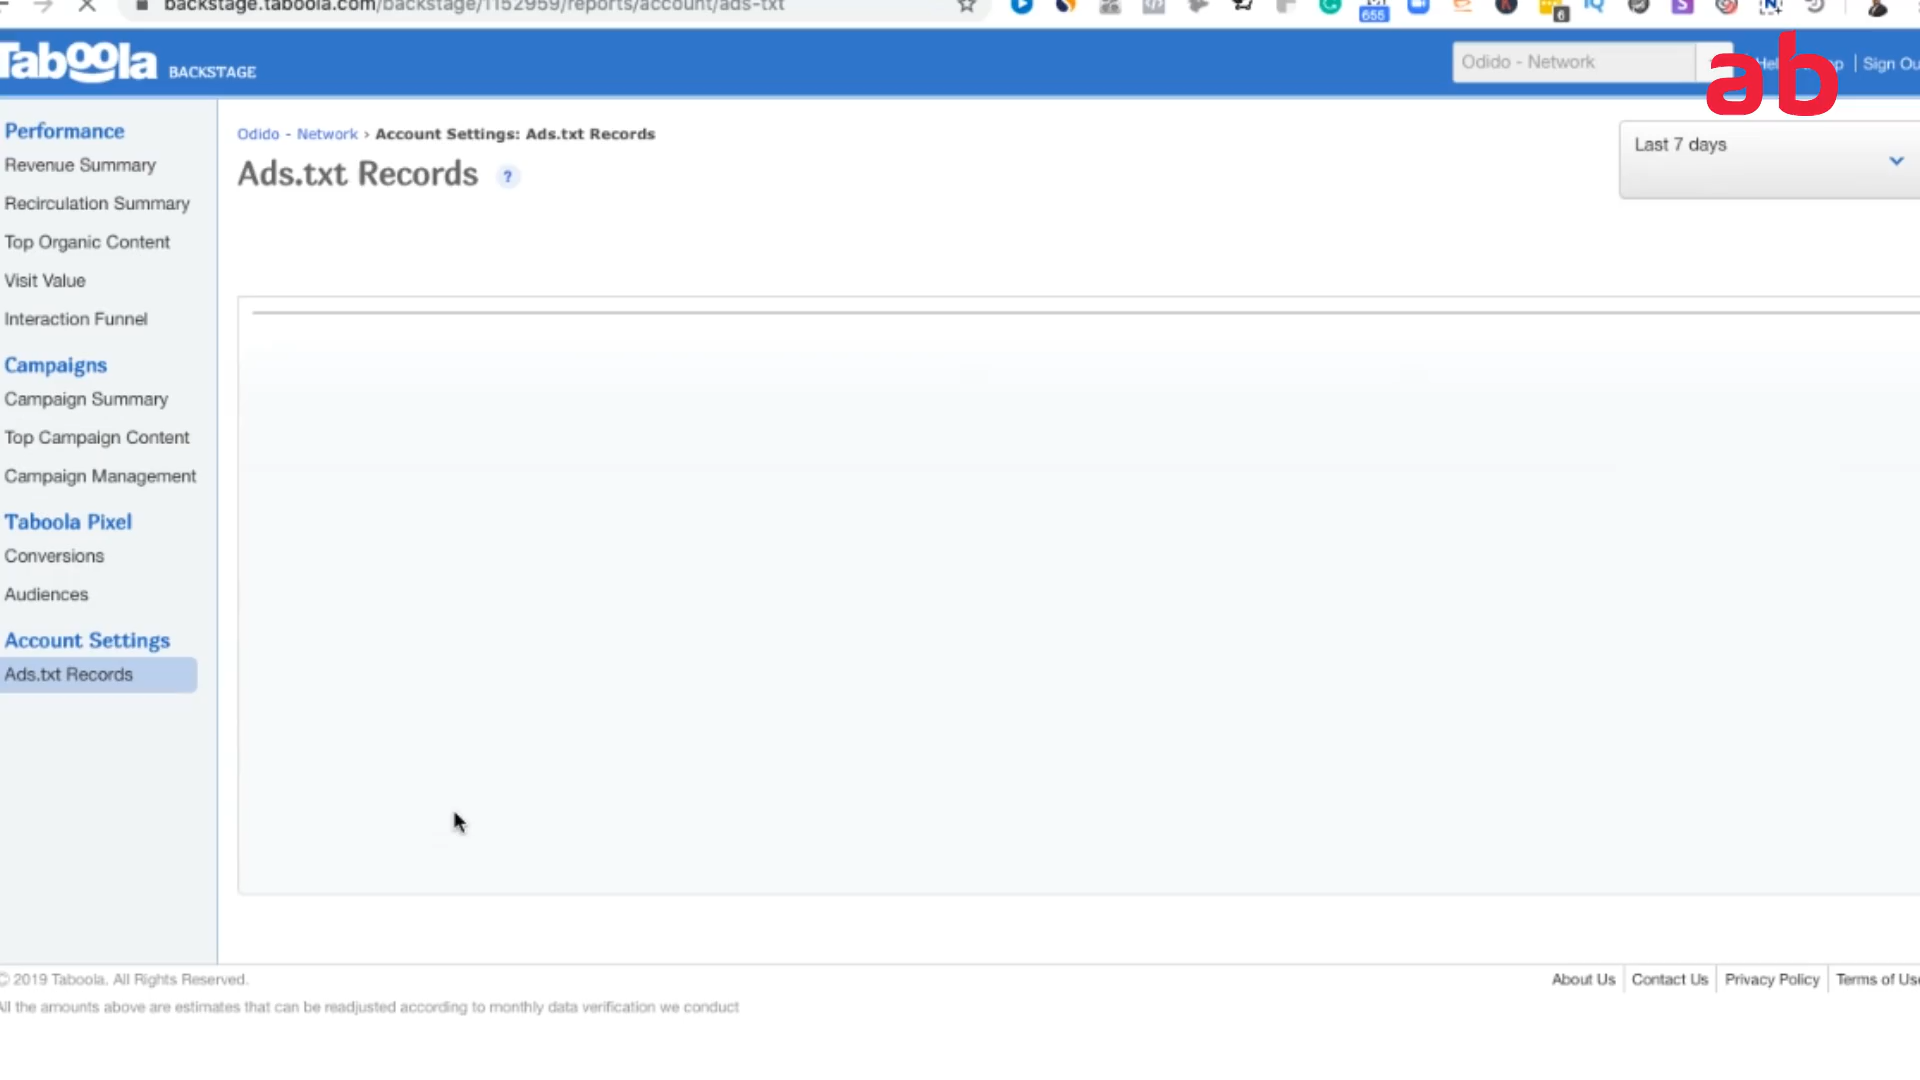 backstage.taboola.com/backstage/1152959/reports/account/ads-txt
656
6
Taboola BACKSTAGE
Odido - Network
Sign Ou
ab
Performance
Revenue Summary
Recirculation Summary
Top Organic Content
Visit Value
Interaction Funnel
Campaigns
Campaign Summary
Top Campaign Content
Campaign Management
Taboola Pixel
Conversions
Audiences
Account Settings
Ads.txt Records
Odido - Network › Account Settings: Ads.txt Records
Ads.txt Records ?
Last 7 days
© 2019 Taboola. All Rights Reserved.
All the amounts above are estimates that can be readjusted according to monthly data verification we conduct
About Us | Contact Us | Privacy Policy | Terms of Use